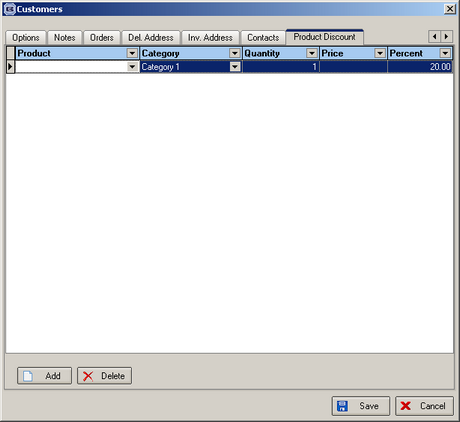 Customers
Options Notes Orders Del. Address Inv. Address Contacts Product Discount
Product Category Quantity Price Percent
Category 1 1 20.00
Add Delete
Save Cancel